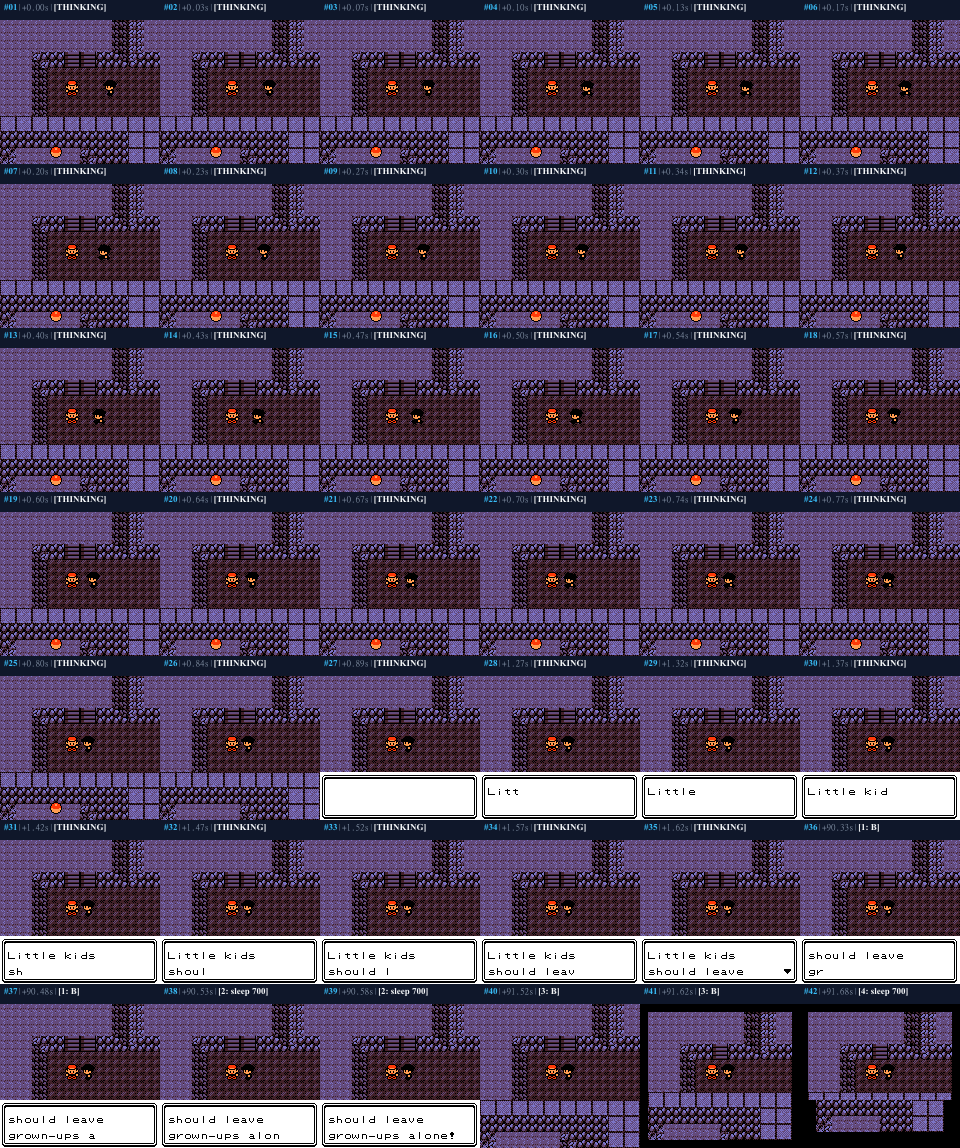 #01|+0.00s|[THINKING]
#02|+0.03s|[THINKING]
#03|+0.07s|[THINKING]
#04|+0.10s|[THINKING]
#05|+0.13s|[THINKING]
#06|+0.17s|[THINKING]
#07|+0.20s|[THINKING]
#08|+0.23s|[THINKING]
#09|+0.27s|[THINKING]
#10|+0.30s|[THINKING]
#11|+0.34s|[THINKING]
#12|+0.37s|[THINKING]
#13|+0.40s|[THINKING]
#14|+0.43s|[THINKING]
#15|+0.47s|[THINKING]
#16|+0.50s|[THINKING]
#17|+0.54s|[THINKING]
#18|+0.57s|[THINKING]
#19|+0.60s|[THINKING]
#20|+0.64s|[THINKING]
#21|+0.67s|[THINKING]
#22|+0.70s|[THINKING]
#23|+0.74s|[THINKING]
#24|+0.77s|[THINKING]
#25|+0.80s|[THINKING]
#26|+0.84s|[THINKING]
#27|+0.89s|[THINKING]
#28|+1.27s|[THINKING]
#29|+1.32s|[THINKING]
#30|+1.37s|[THINKING]
Litt
Little
Little kid
#31|+1.42s|[THINKING]
#32|+1.47s|[THINKING]
#33|+1.52s|[THINKING]
#34|+1.57s|[THINKING]
#35|+1.62s|[THINKING]
#36|+90.33s|[1: B]
Little kids
sh
Little kids
shoul
Little kids
should l
Little kids
should leav
Little kids
should leave
should leave
gr
#37|+90.48s|[1: B]
#38|+90.53s|[2: sleep 700]
#39|+90.58s|[2: sleep 700]
#40|+91.52s|[3: B]
#41|+91.62s|[3: B]
#42|+91.68s|[4: sleep 700]
should leave
grown-ups a
should leave
grown-ups alon
should leave
grown-ups alone!